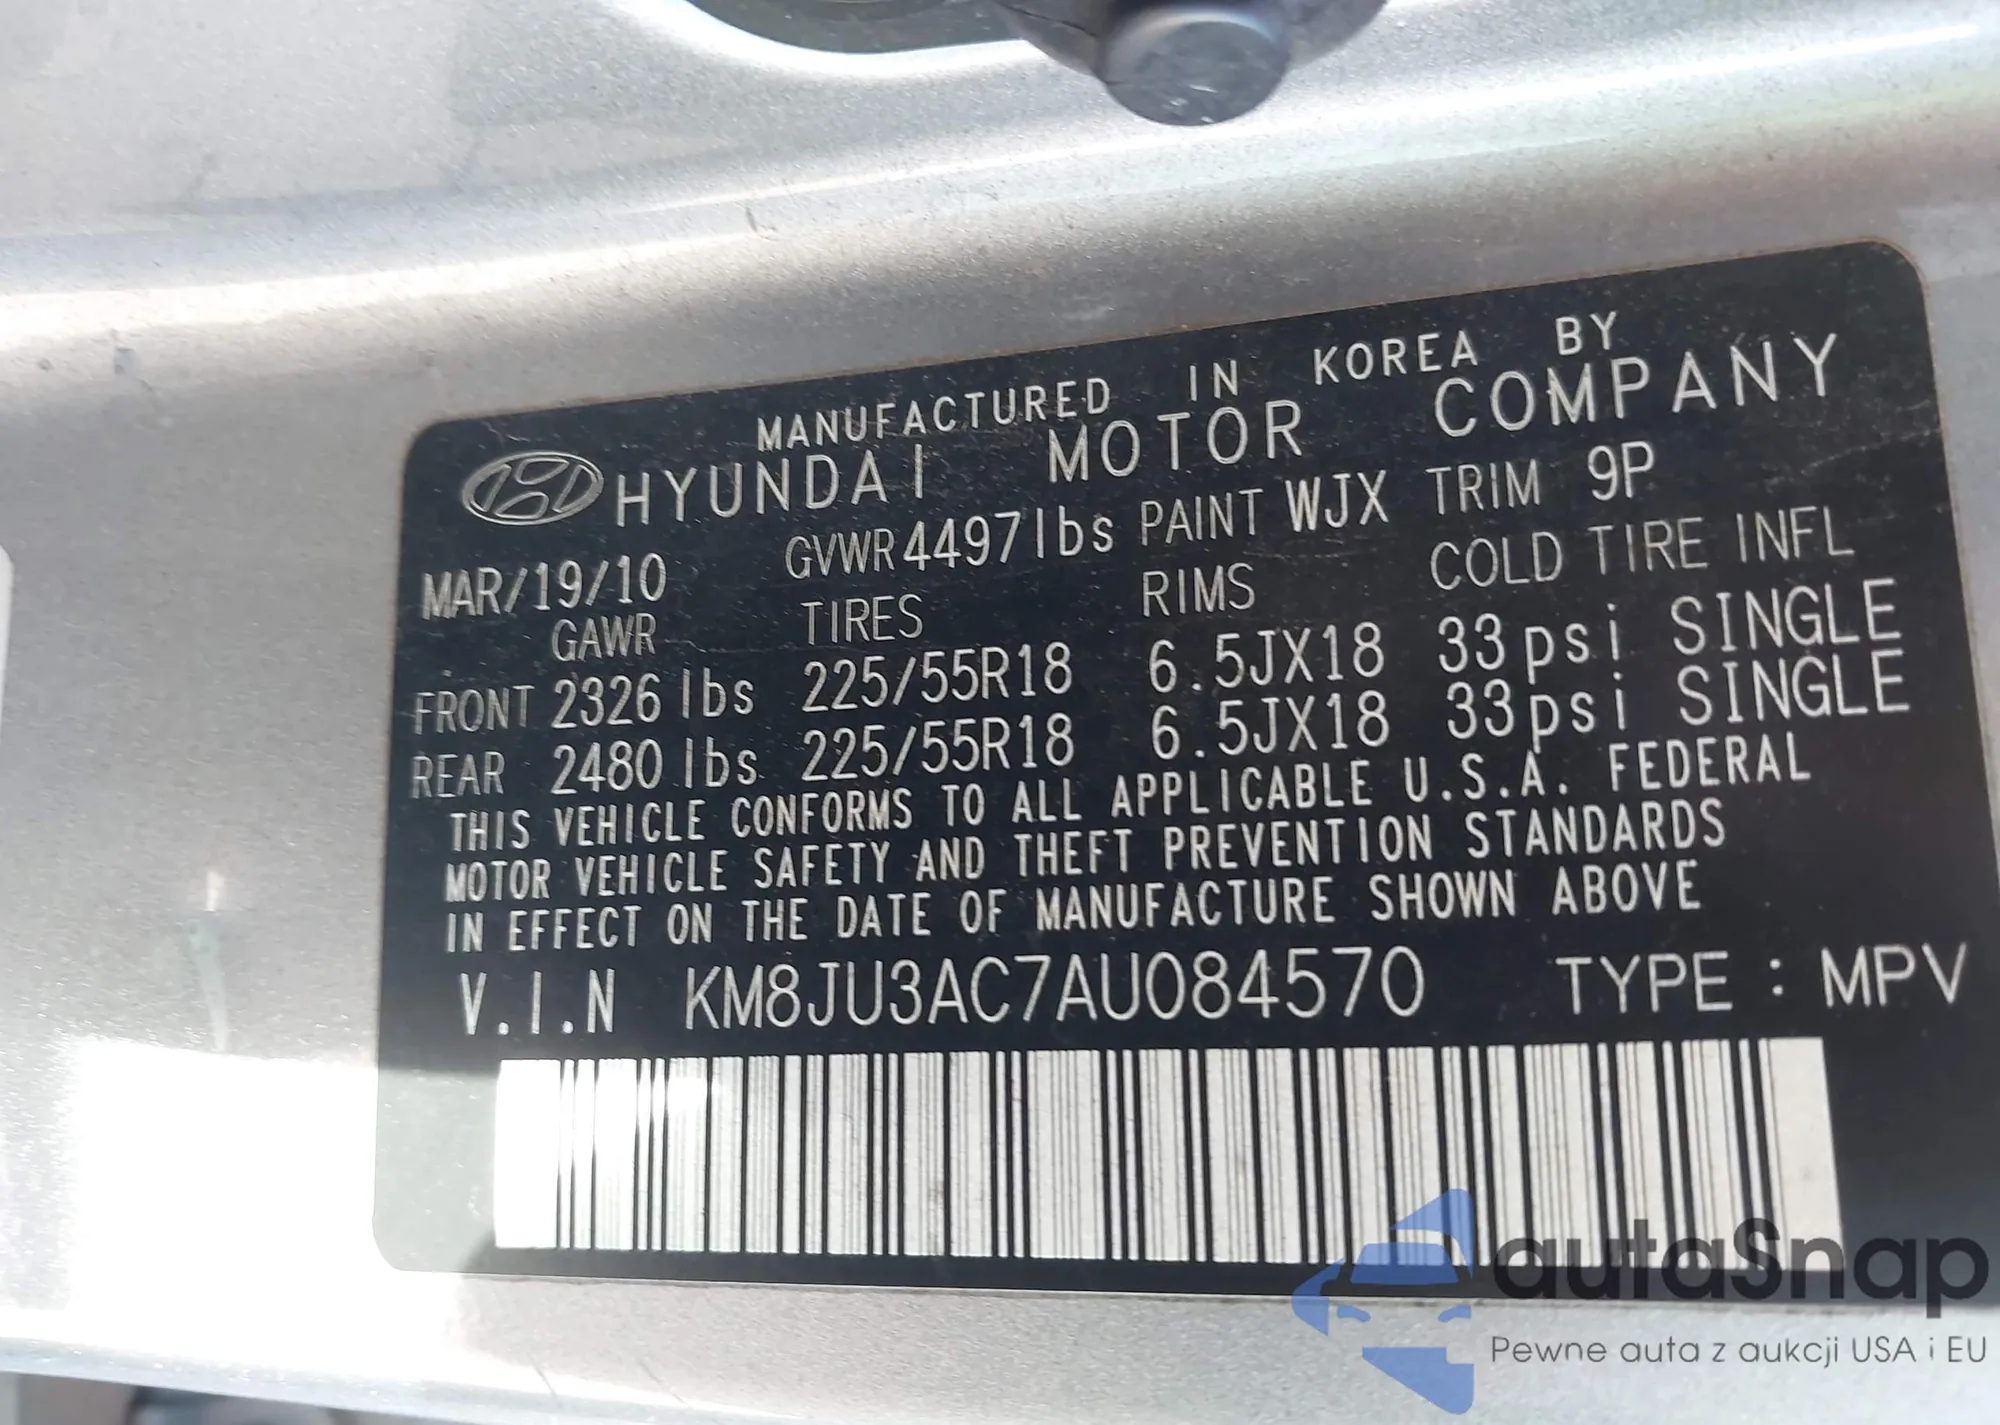 MANUFACTURED IN KOREA BY
HYUNDAI MOTOR COMPANY
MAR/19/10 GVWR 4497lbs PAINT WJX TRIM 9P
GAWR TIRES RIMS COLD TIRE INFL
FRONT 2326 lbs 225/55R18 6.5JX18 33psi SINGLE
REAR 2480 lbs 225/55R18 6.5JX18 33psi SINGLE
THIS VEHICLE CONFORMS TO ALL APPLICABLE U.S.A. FEDERAL
MOTOR VEHICLE SAFETY AND THEFT PREVENTION STANDARDS
IN EFFECT ON THE DATE OF MANUFACTURE SHOWN ABOVE
V.I.N KM8JU3AC7AU084570 TYPE : MPV
autaSnap
Pewne auta z aukcji USA i EU